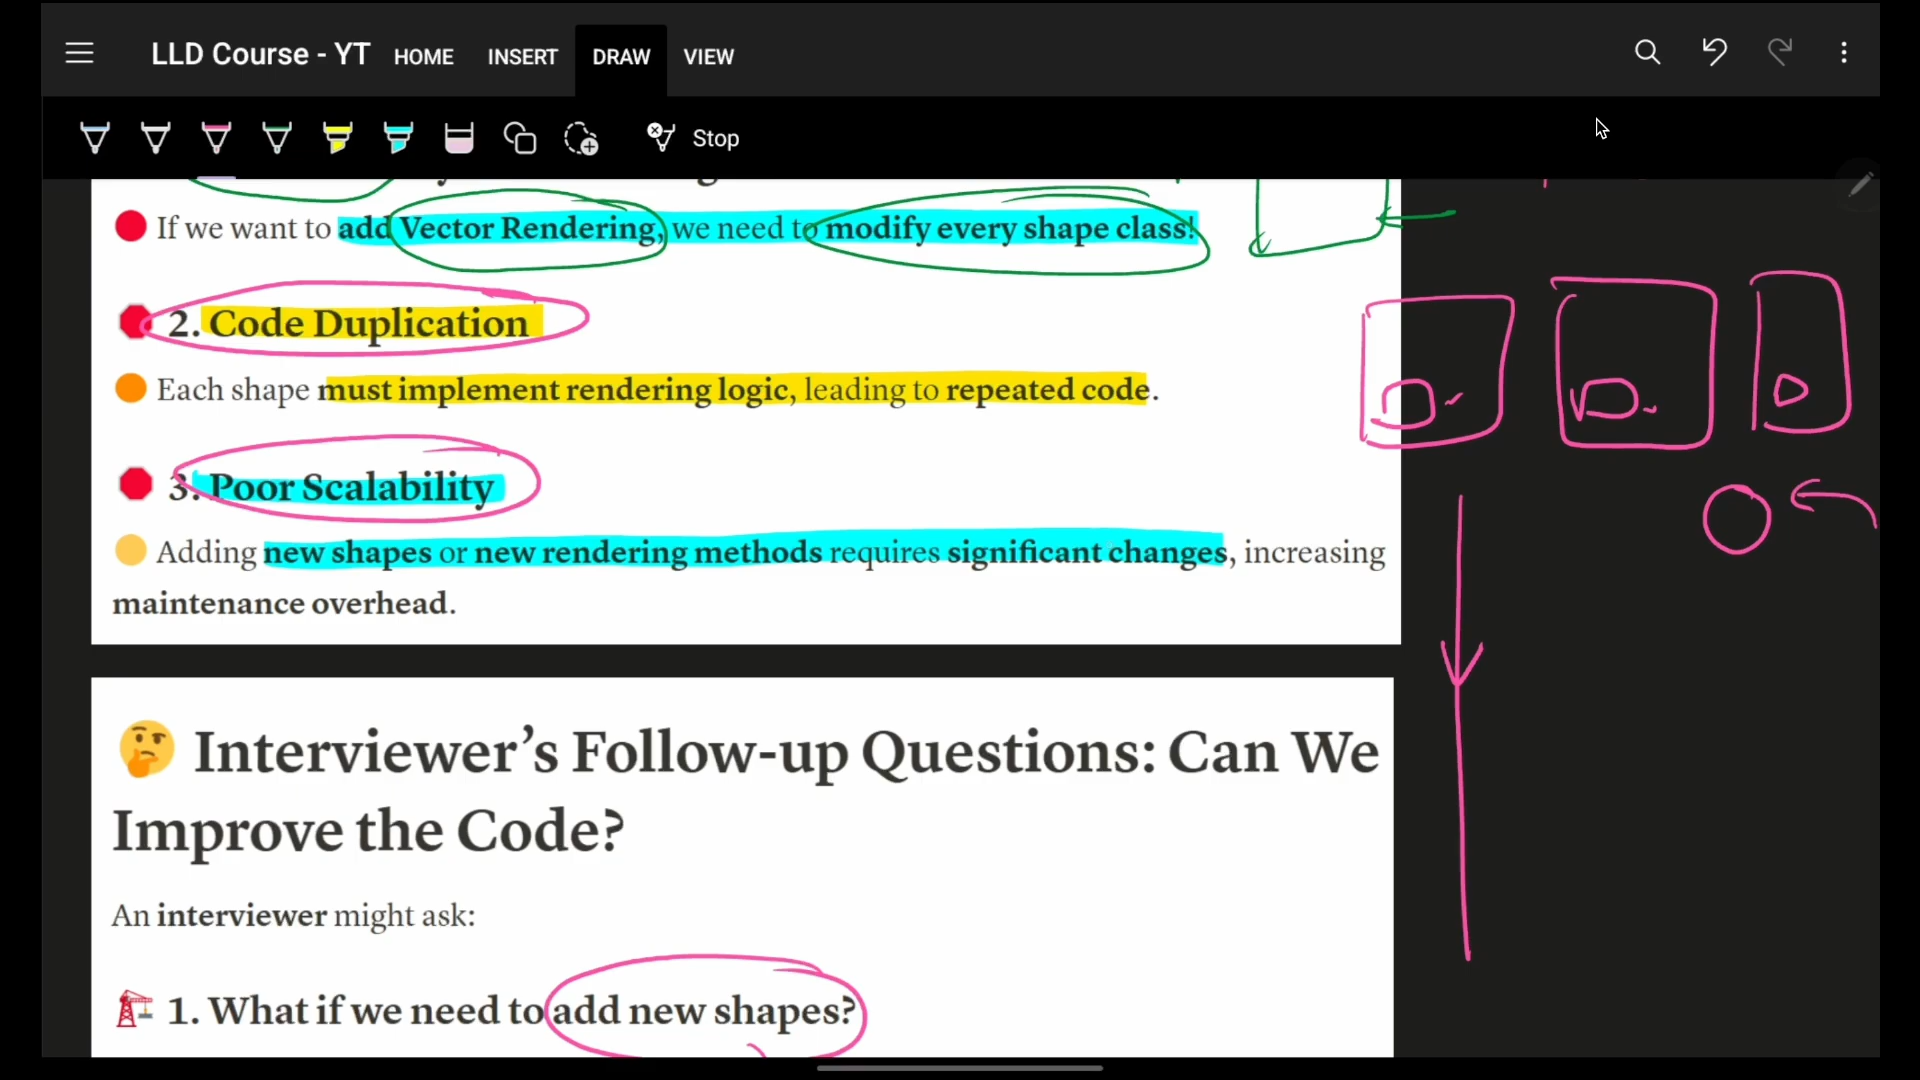 LLD Course - YT HOME INSERT DRAW VIEW
Stop
If we want to add Vector Rendering, we need to modify every shape class!
2. Code Duplication
Each shape must implement rendering logic, leading to repeated code.
3. Poor Scalability
Adding new shapes or new rendering methods requires significant changes, increasing
maintenance overhead.
Interviewer’s Follow-up Questions: Can We
Improve the Code?
An interviewer might ask:
1. What if we need to add new shapes?